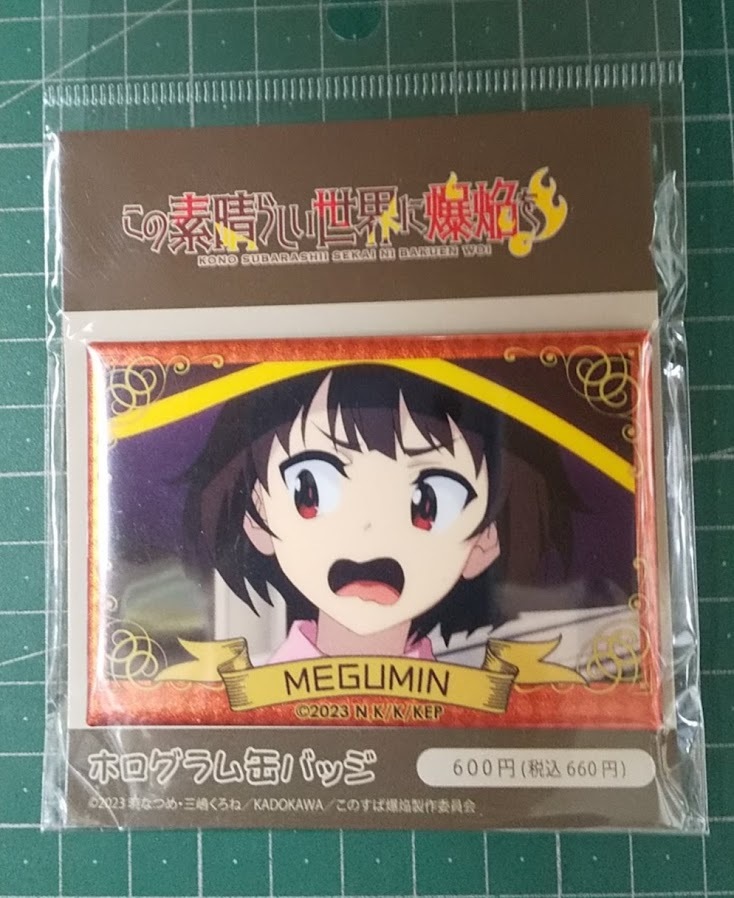 この素晴らしい世界に爆焔を！
KONO SUBARASHII SEKAI NI BAKUEN WO!
MEGUMIN
©2023 N K/K/KEP
ホログラム缶バッジ
600円(税込660円)
©2023 暁なつめ・三嶋くろね／KADOKAWA／このすば爆焔製作委員会